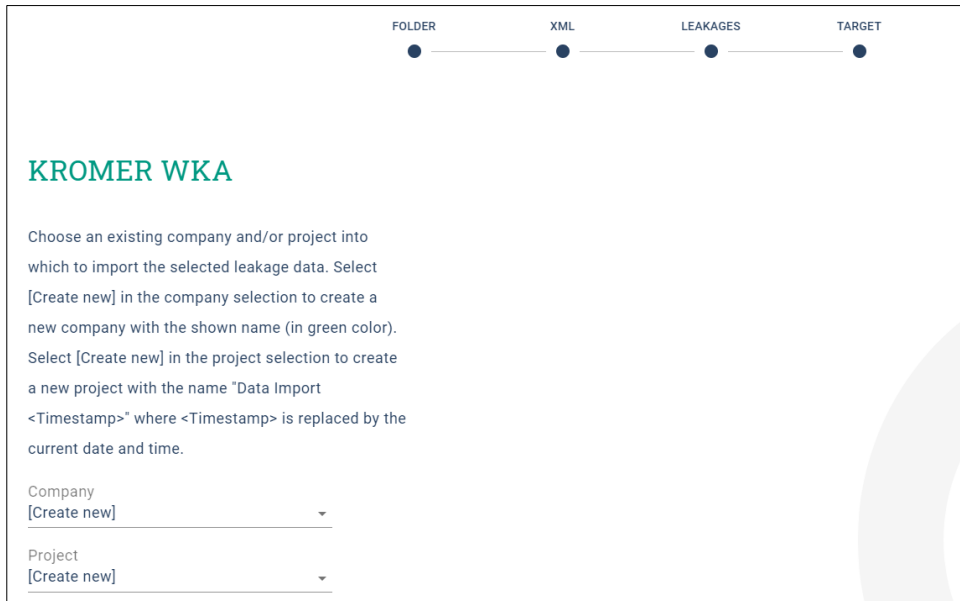 FOLDER XML LEAKAGES TARGET
KROMER WKA
Choose an existing company and/or project into
which to import the selected leakage data. Select
[Create new] in the company selection to create a
new company with the shown name (in green color).
Select [Create new] in the project selection to create
a new project with the name "Data Import
<Timestamp>" where <Timestamp> is replaced by the
current date and time.
Company
[Create new]
Project
[Create new]